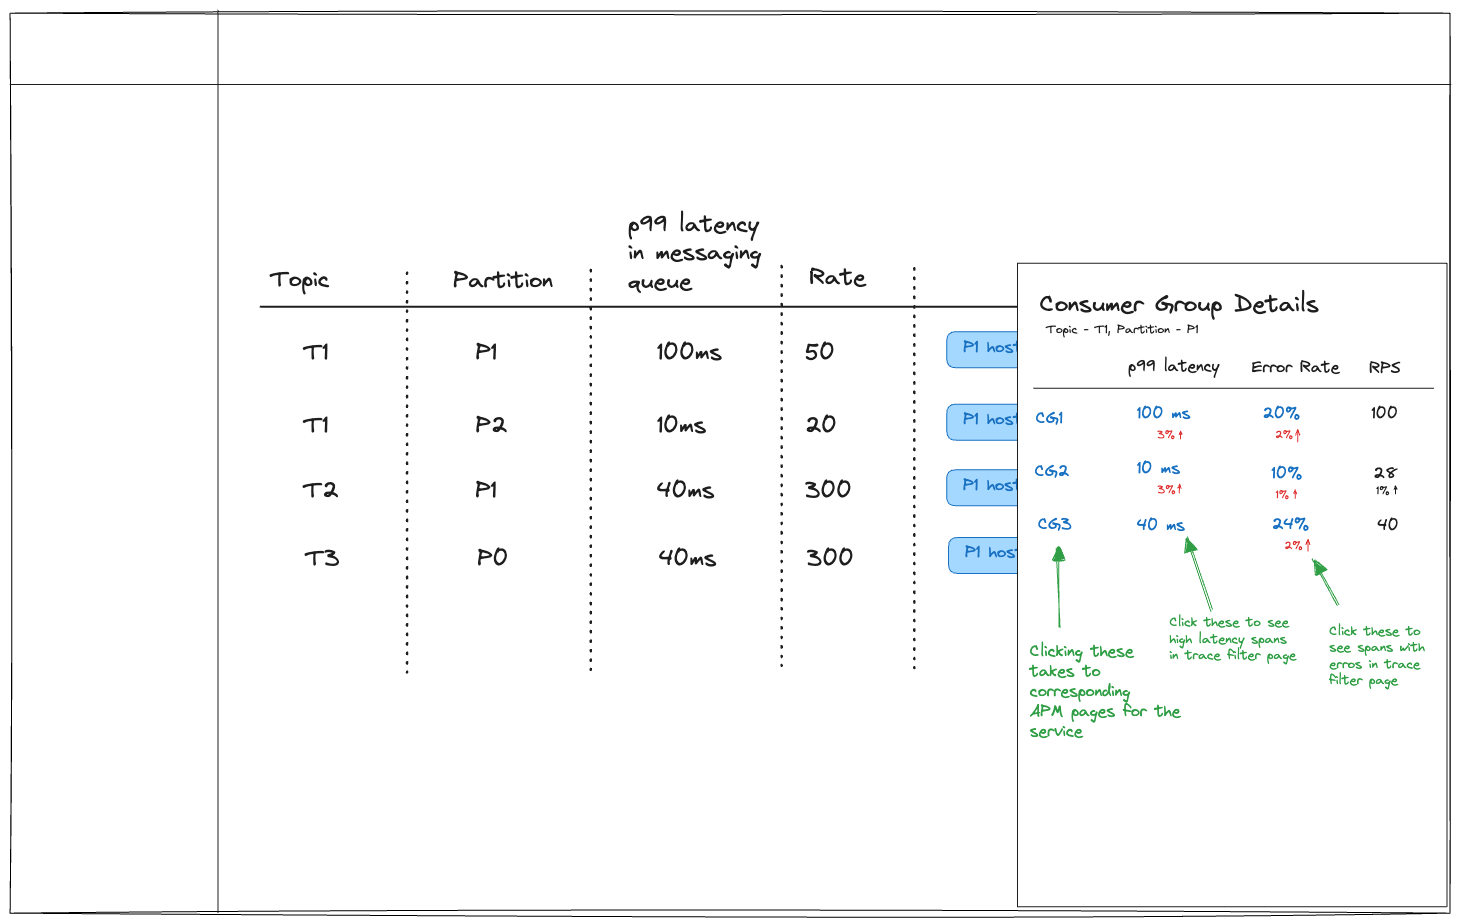 p99 latency
in messaging
queue
Topic
Partition
Rate
T1 P1 100ms 50 P1 host
T1 P2 10ms 20 P1 host
T2 P1 40ms 300 P1 host
T3 P0 40ms 300 P1 host
Consumer Group Details
Topic - T1, Partition - P1
p99 latency Error Rate RPS
CG1 100 ms 20% 100
3%↑ 2%↑
CG2 10 ms 10% 28
3%↑ 1%↑ 1%↑
CG3 40 ms 24% 40
2%↑
Clicking these
takes to
corresponding
APM pages for the
service
Click these to see
high latency spans
in trace filter page
Click these to
see spans with
erros in trace
filter page